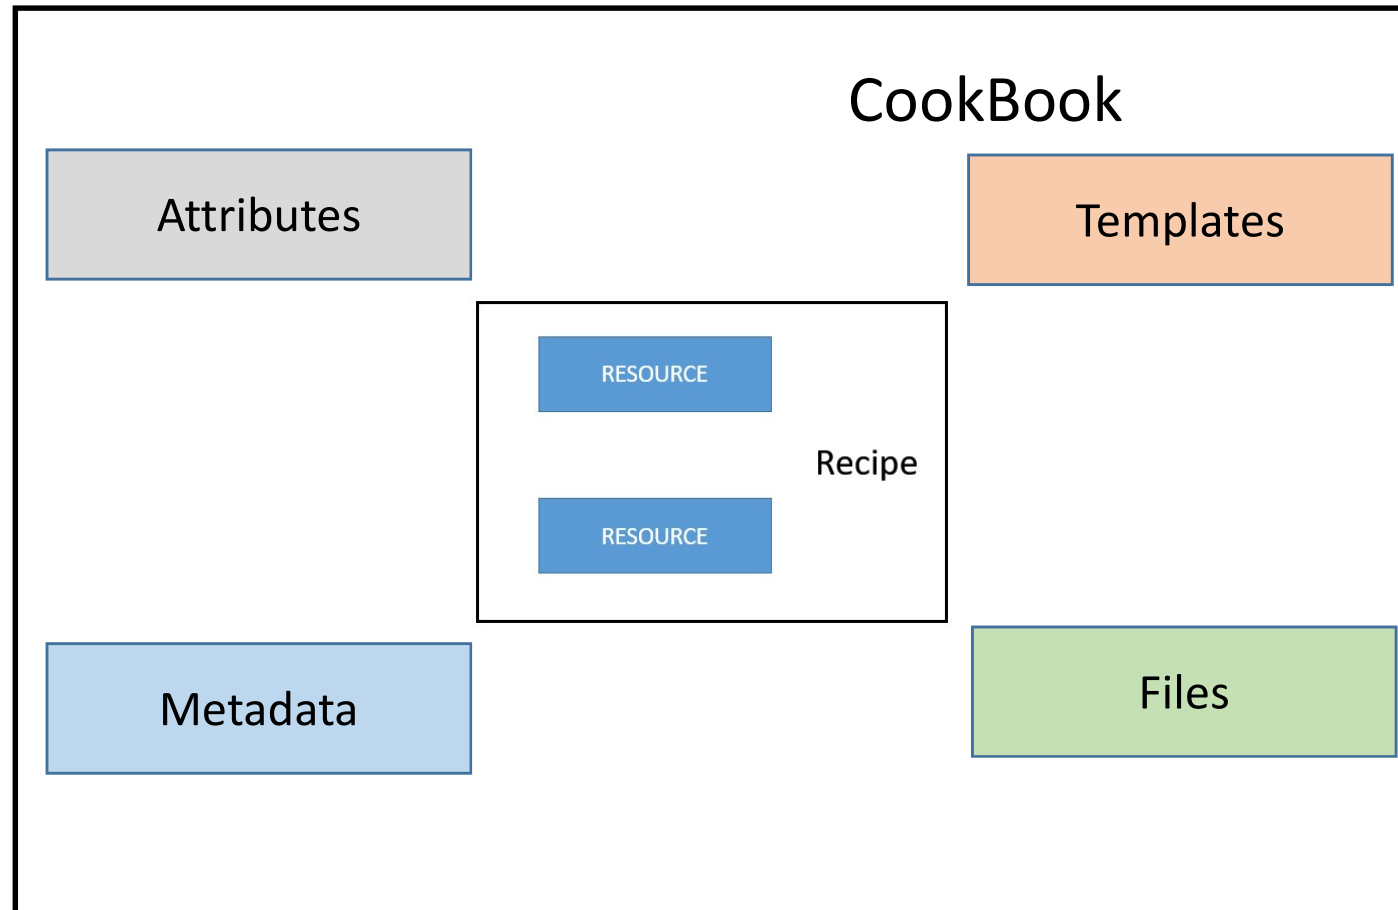 CookBook
Attributes
Templates
RESOURCE
Recipe
RESOURCE
Metadata
Files